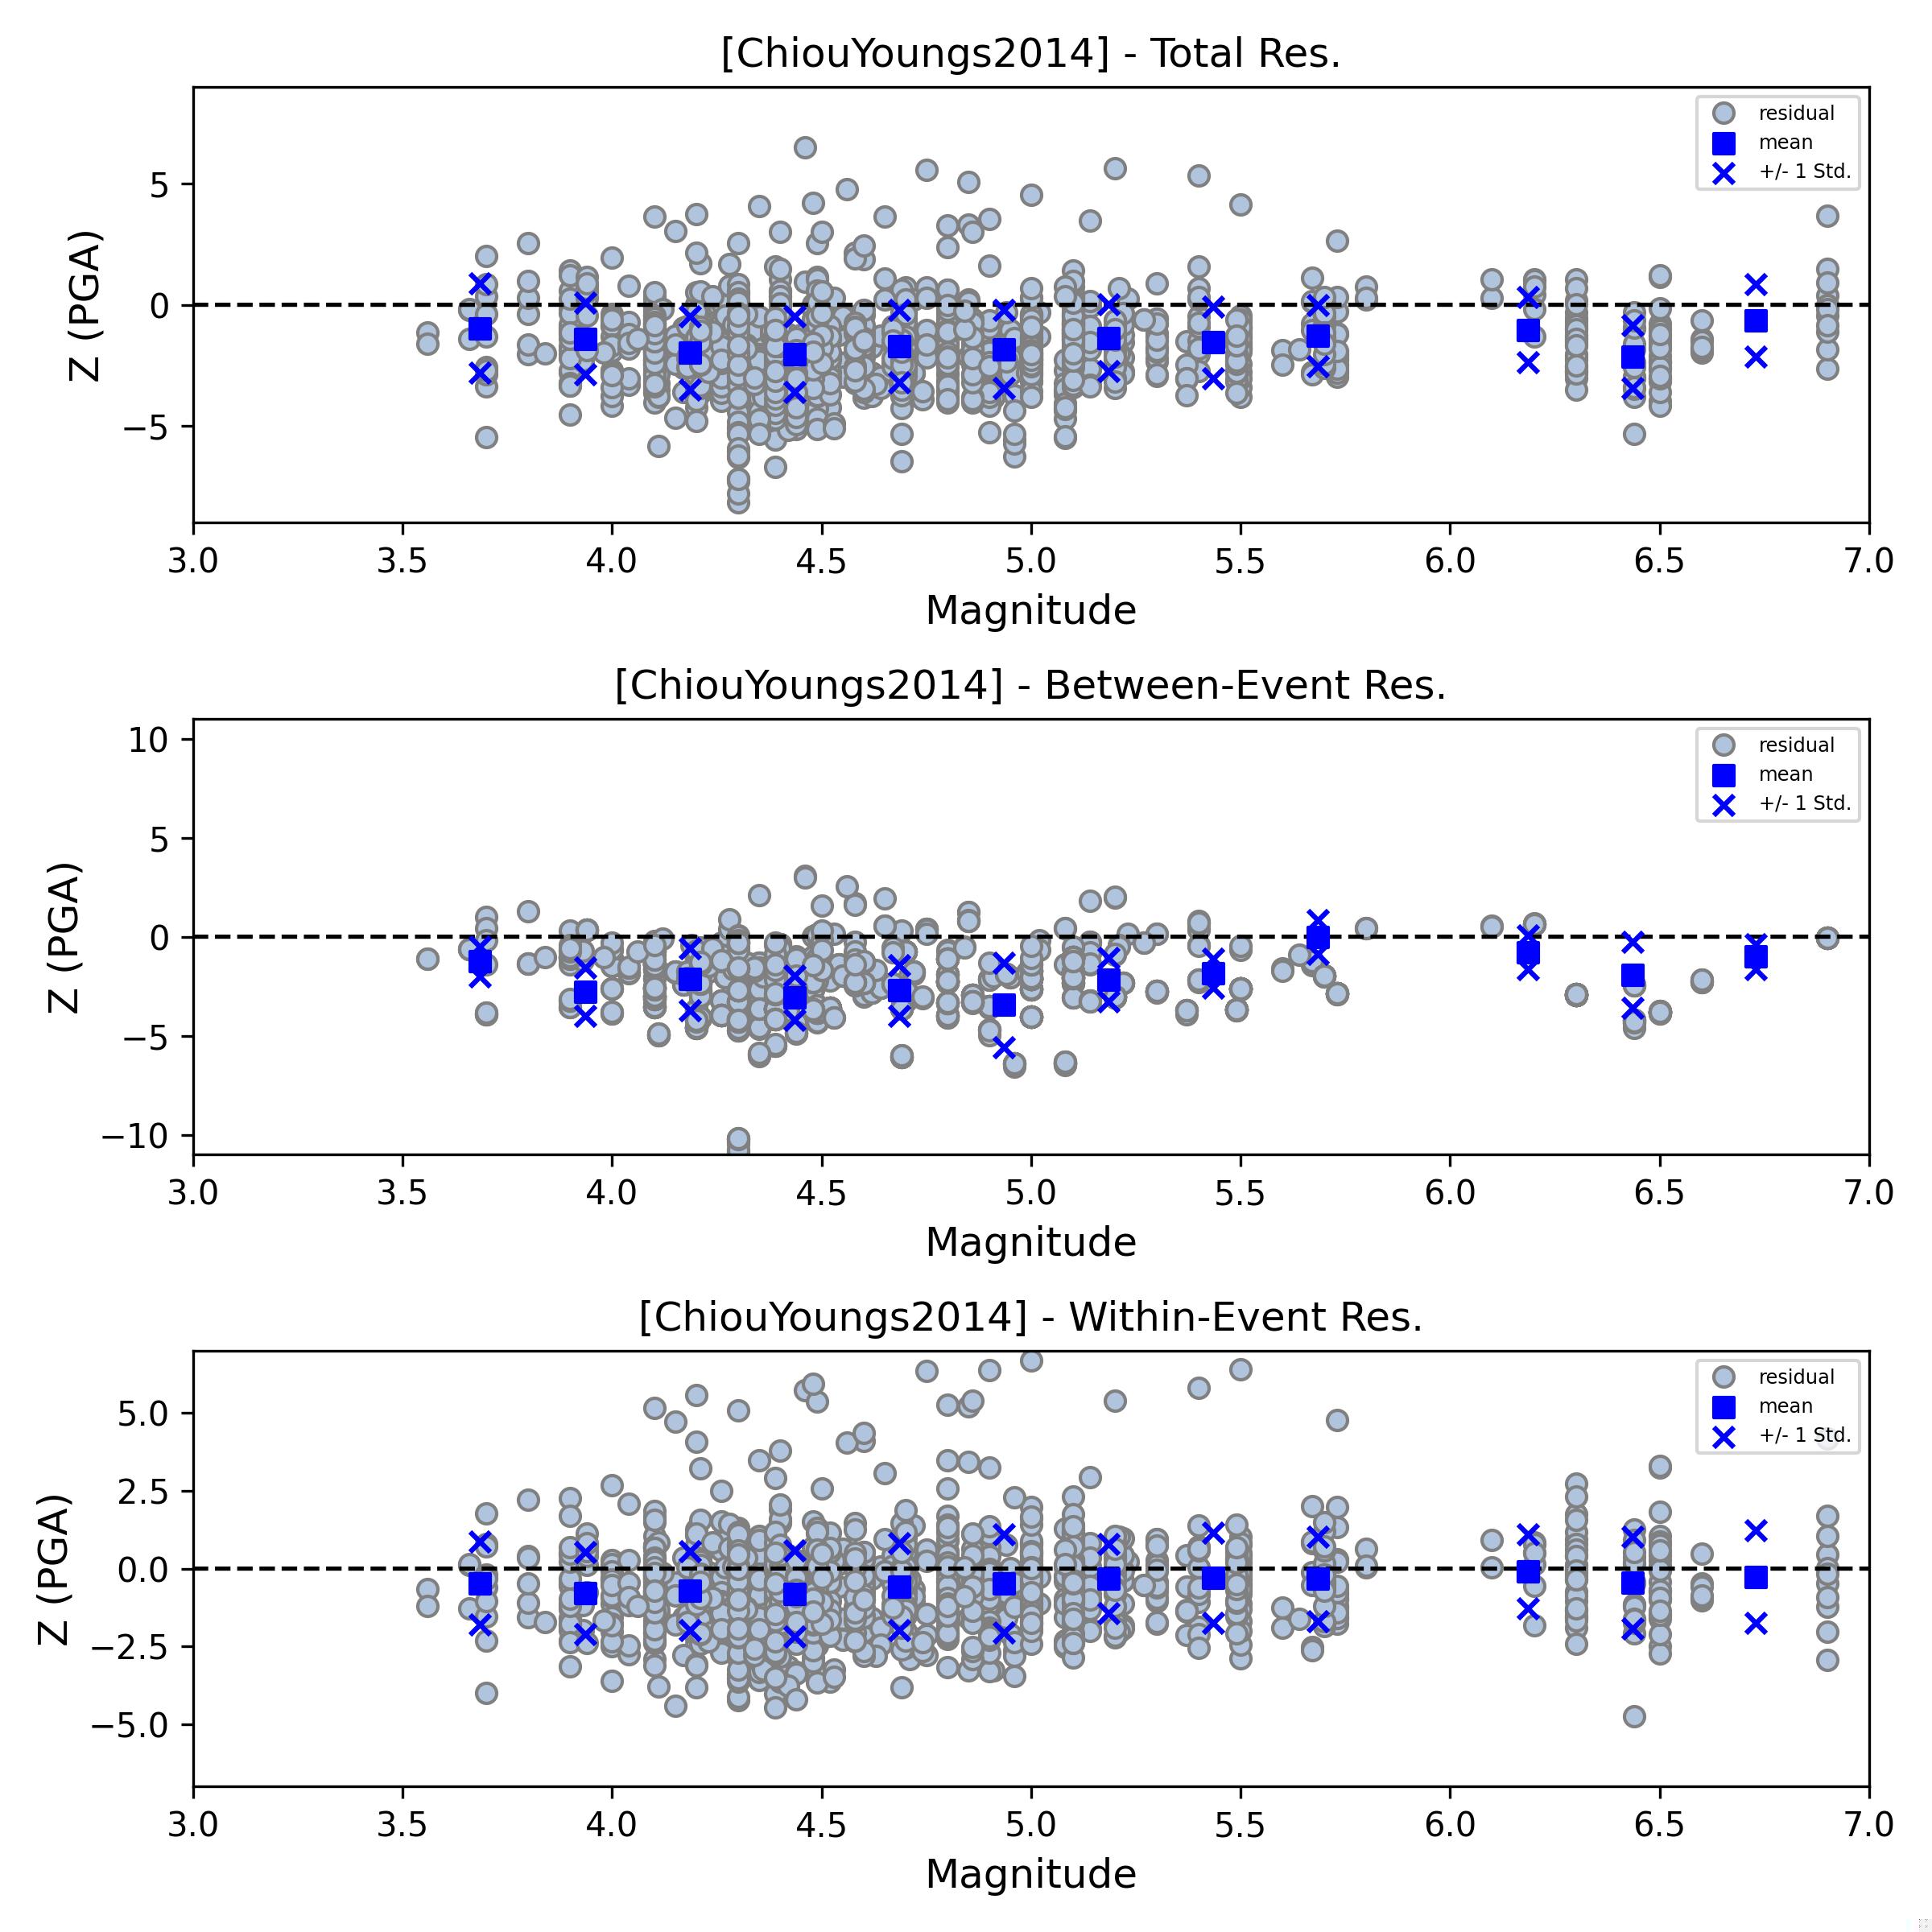 [ChiouYoungs2014] - Total Res.
residual
mean
+/- 1 Std.
5
0
−5
Z (PGA)
3.0 3.5 4.0 4.5 5.0 5.5 6.0 6.5 7.0
Magnitude
[ChiouYoungs2014] - Between-Event Res.
residual
mean
+/- 1 Std.
10
5
0
−5
−10
Z (PGA)
3.0 3.5 4.0 4.5 5.0 5.5 6.0 6.5 7.0
Magnitude
[ChiouYoungs2014] - Within-Event Res.
residual
mean
+/- 1 Std.
5.0
2.5
0.0
−2.5
−5.0
Z (PGA)
3.0 3.5 4.0 4.5 5.0 5.5 6.0 6.5 7.0
Magnitude